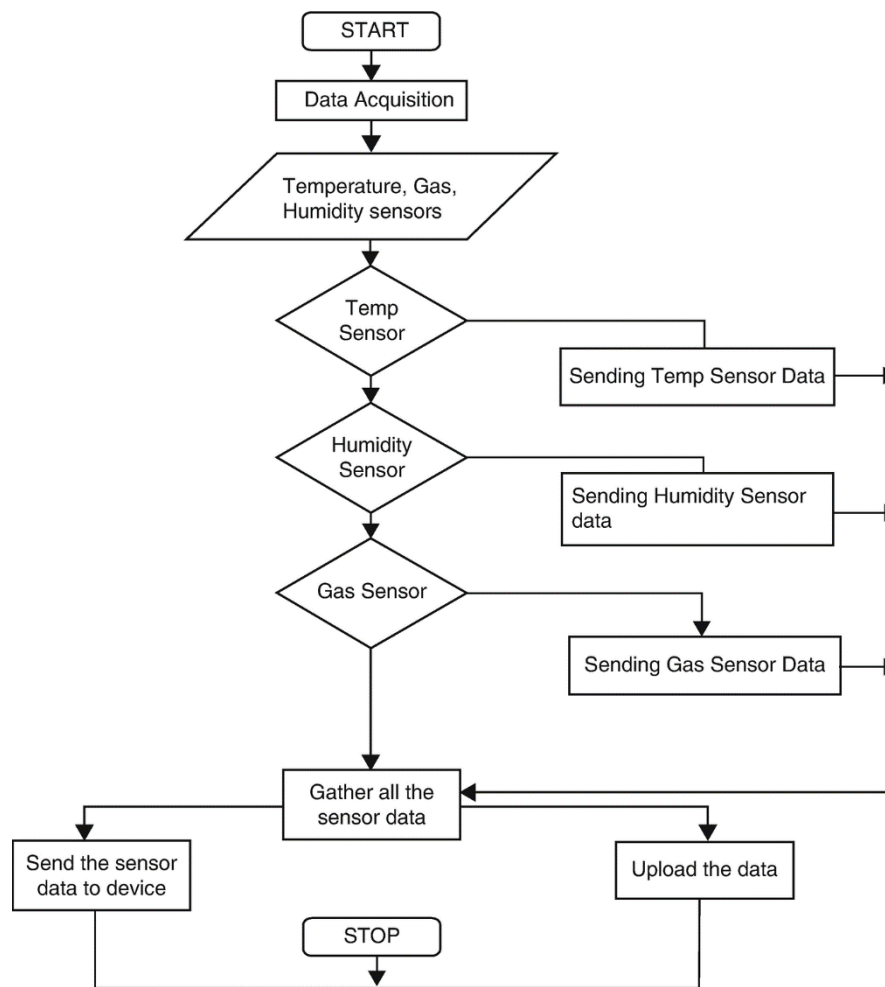 START
Data Acquisition
Temperature, Gas,
Humidity sensors
Temp
Sensor
Sending Temp Sensor Data
Humidity
Sensor
Sending Humidity Sensor
data
Gas Sensor
Sending Gas Sensor Data
Gather all the
sensor data
Send the sensor
data to device
Upload the data
STOP